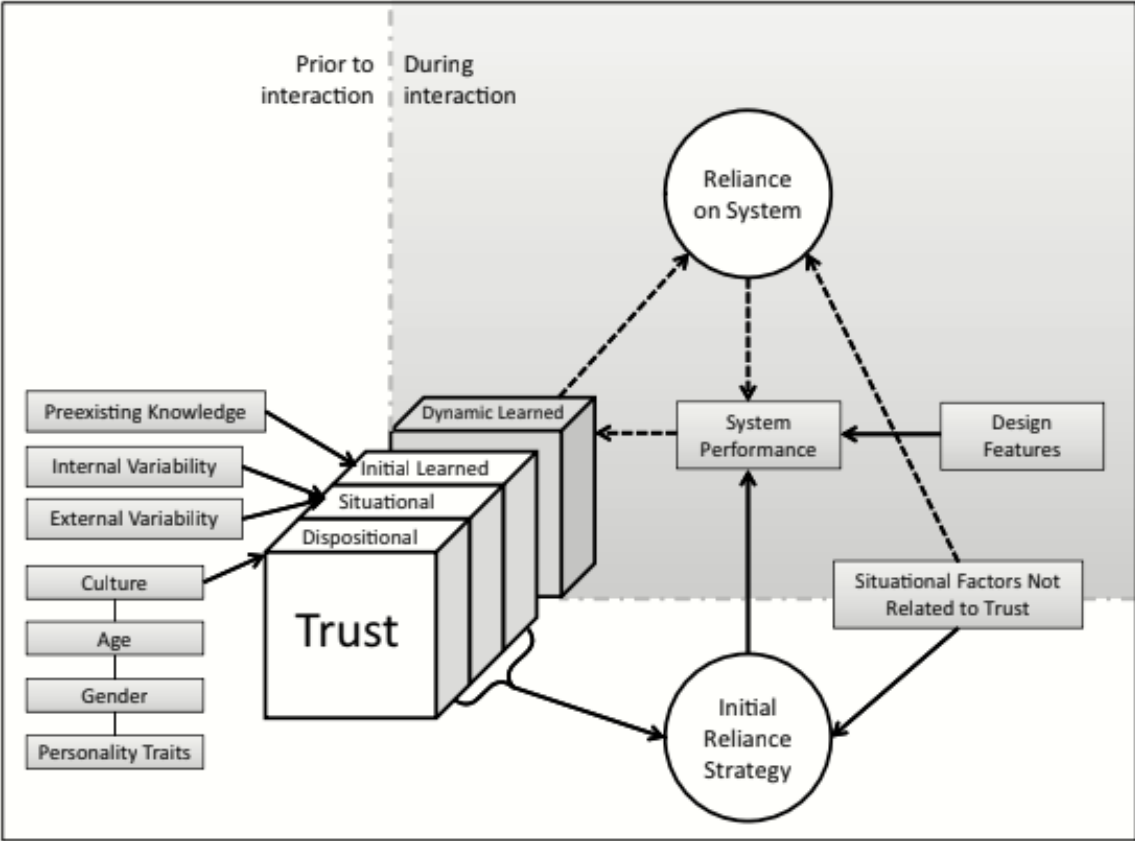 Prior to
interaction
During
interaction
Reliance
on System
Preexisting Knowledge
Internal Variability
External Variability
Culture
Age
Gender
Personality Traits
Dynamic Learned
Initial Learned
Situational
Dispositional
Trust
System
Performance
Design
Features
Situational Factors Not
Related to Trust
Initial
Reliance
Strategy